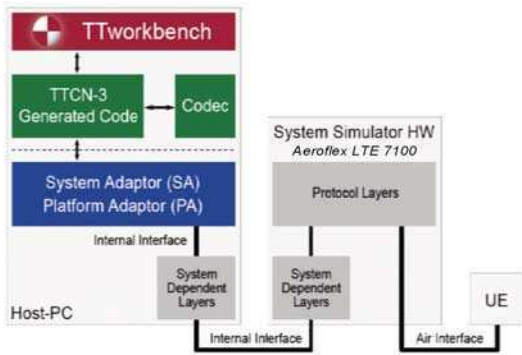 TTworkbench
TTCN-3
Generated Code
Codec
System Adaptor (SA)
Platform Adaptor (PA)
Internal Interface
System
Dependent
Layers
Host-PC
System Simulator HW
Aeroflex LTE 7100
Protocol Layers
System
Dependent
Layers
UE
Internal Interface
Air Interface